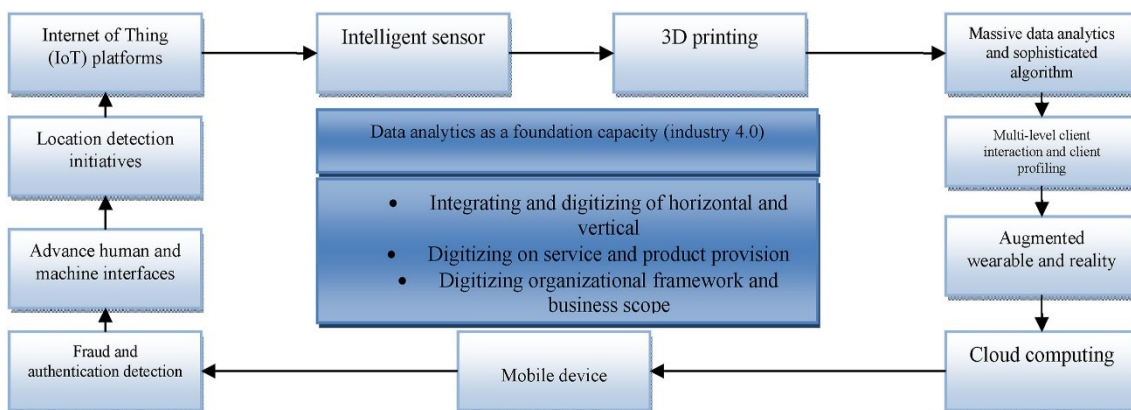 Internet of Thing
(IoT) platforms
Intelligent sensor
3D printing
Massive data analytics
and sophisticated
algorithm
Location detection
initiatives
Data analytics as a foundation capacity (industry 4.0)
Multi-level client
interaction and client
profiling
• Integrating and digitizing of horizontal and
vertical
• Digitizing on service and product provision
• Digitizing organizational framework and
business scope
Advance human and
machine interfaces
Augmented
wearable and reality
Fraud and
authentication detection
Mobile device
Cloud computing